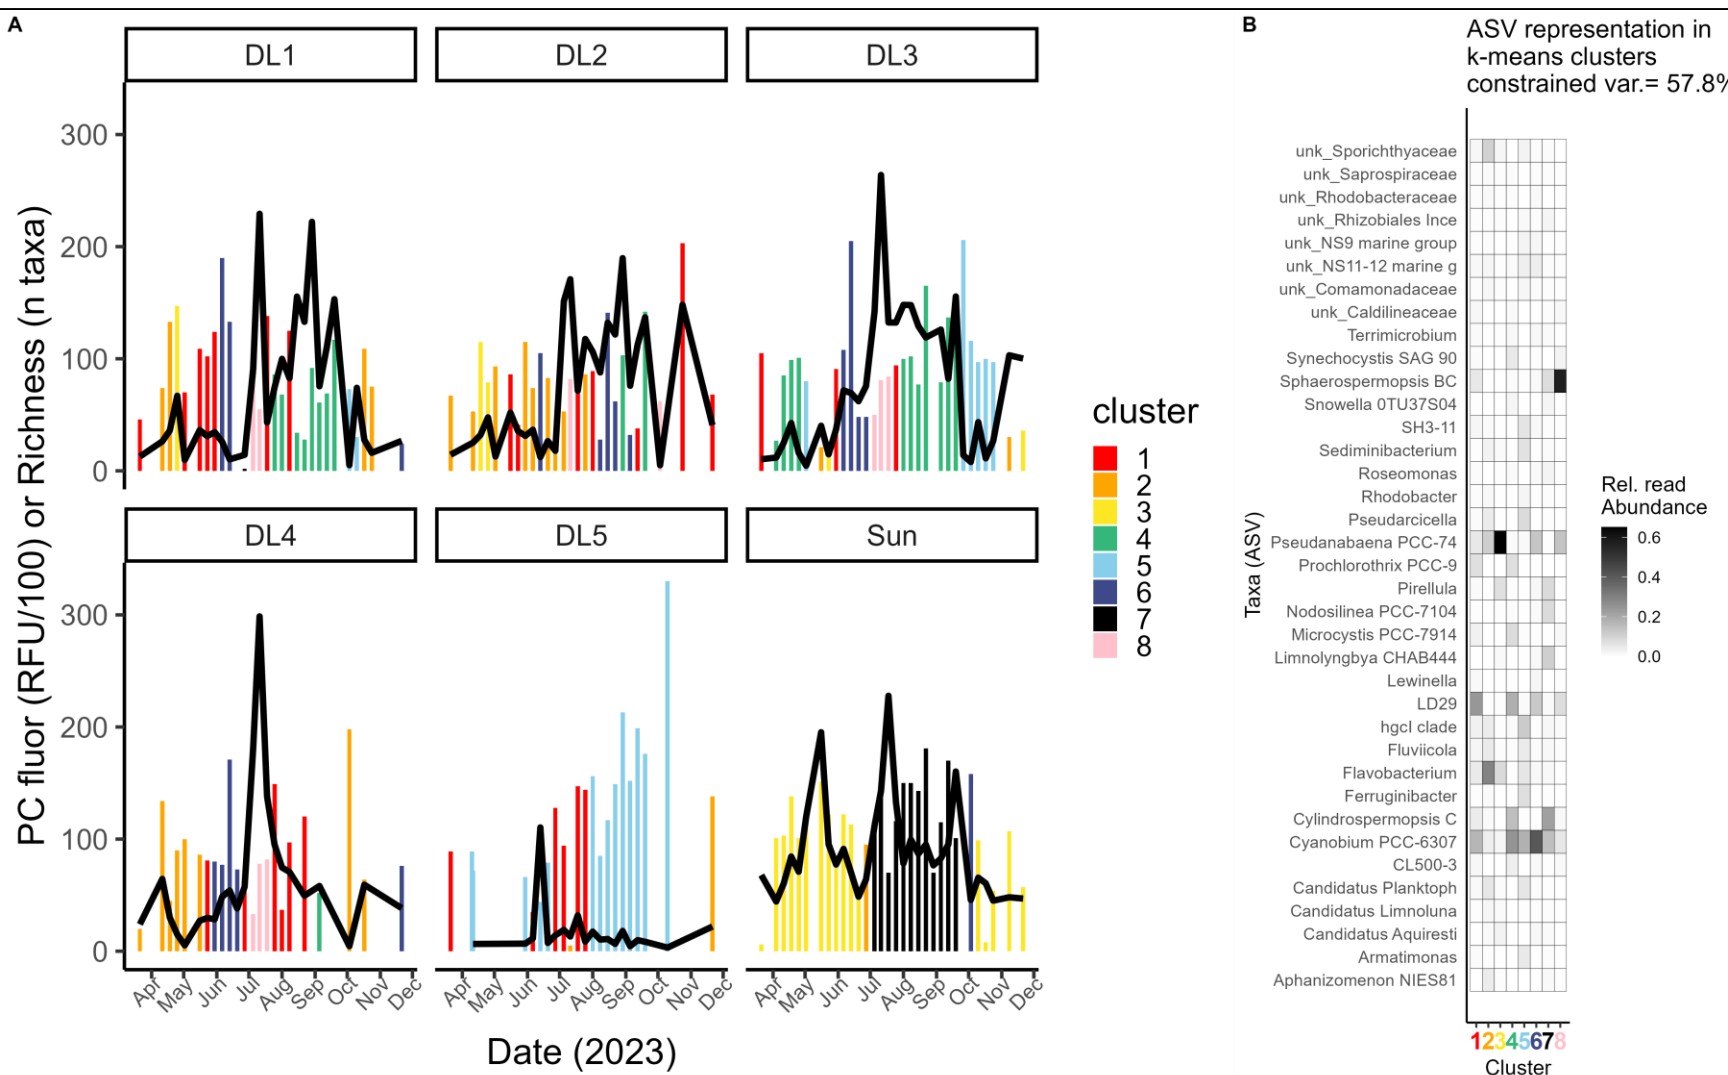 A
B
ASV representation in
k-means clusters
constrained var.= 57.8%
DL1
DL2
DL3
300
200
100
0
DL4
DL5
Sun
300
200
100
0
PC fluor (RFU/100) or Richness (n taxa)
Apr May Jun Jul Aug Sep Oct Nov Dec
Apr May Jun Jul Aug Sep Oct Nov Dec
Apr May Jun Jul Aug Sep Oct Nov Dec
Date (2023)
cluster
1
2
3
4
5
6
7
8
Taxa (ASV)
unk_Sporichthyaceae
unk_Saprospiraceae
unk_Rhodobacteraceae
unk_Rhizobiales Ince
unk_NS9 marine group
unk_NS11-12 marine g
unk_Comamonadaceae
unk_Caldilineaceae
Terrimicrobium
Synechocystis SAG 90
Sphaerospermopsis BC
Snowella 0TU37S04
SH3-11
Sediminibacterium
Roseomonas
Rhodobacter
Pseudarcicella
Pseudanabaena PCC-74
Prochlorothrix PCC-9
Pirellula
Nodosilinea PCC-7104
Microcystis PCC-7914
Limnolyngbya CHAB444
Lewinella
LD29
hgcI clade
Fluviicola
Flavobacterium
Ferruginibacter
Cylindrospermopsis C
Cyanobium PCC-6307
CL500-3
Candidatus Planktoph
Candidatus Limnoluna
Candidatus Aquiresti
Armatimonas
Aphanizomenon NIES81
12345678
Cluster
Rel. read
Abundance
0.6
0.4
0.2
0.0